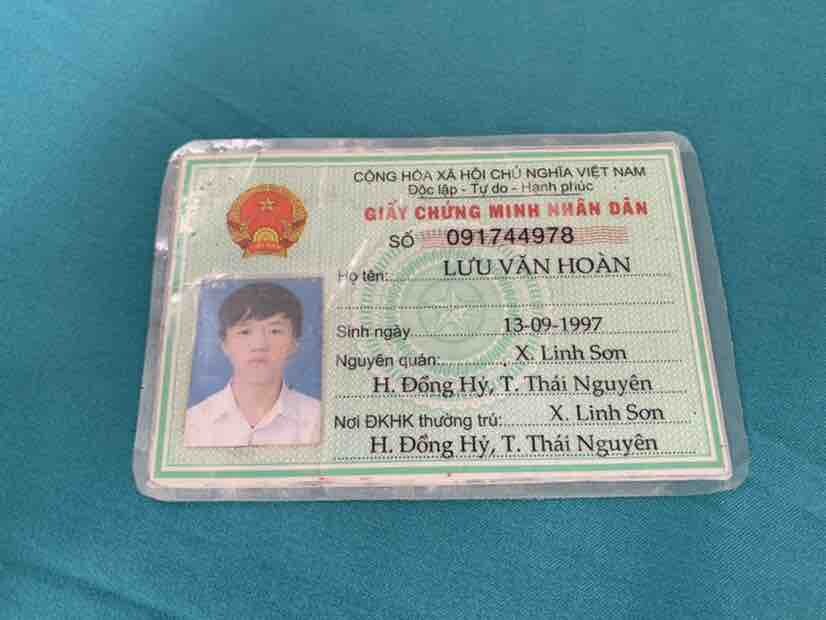 CỘNG HÒA XÃ HỘI CHỦ NGHĨA VIỆT NAM
Độc lập - Tự do - Hạnh phúc
GIẤY CHỨNG MINH NHÂN DÂN
SỐ 091744978
Họ tên: LƯU VĂN HOÀN
Sinh ngày 13-09-1997
Nguyên quán: X. Linh Sơn
H. Đồng Hỷ, T. Thái Nguyên
Nơi ĐKHK thường trú: X. Linh Sơn
H. Đồng Hỷ, T. Thái Nguyên